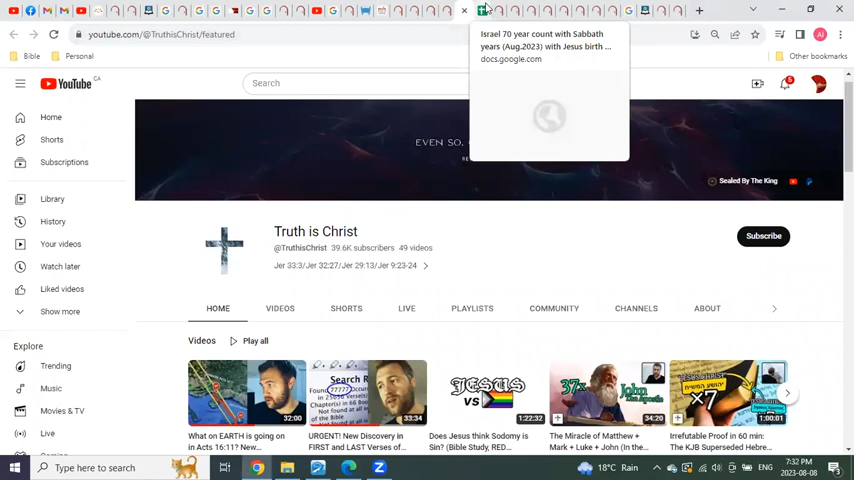 youtube.com/@TruthisChrist/featured
AI
Bible
Personal
Other bookmarks
Israel 70 year count with Sabbath
years (Aug.2023) with Jesus birth ...
docs.google.com
YouTube CA
Search
5
Home
Shorts
Subscriptions
Library
History
Your videos
Watch later
Liked videos
Show more
Explore
Trending
Music
Movies & TV
Live
EVEN SO,
Sealed By The King
Truth is Christ
@TruthisChrist 39.6K subscribers 49 videos
Jer 33:3/Jer 32:27/Jer 29:13/Jer 9:23-24
Subscribe
HOME VIDEOS SHORTS LIVE PLAYLISTS COMMUNITY CHANNELS ABOUT
Videos Play all
32:00
Search R
77777
33:34
JESUS
VS
1:22:32
37x
John
34:20
x7
1:00:01
What on EARTH is going on
in Acts 16:11? New...
URGENT! New Discovery in
FIRST and LAST Verses of...
Does Jesus think Sodomy is
Sin? (Bible Study, RED...
The Miracle of Matthew +
Mark + Luke + John (In the...
Irrefutable Proof in 60 min:
The KJB Superseded Hebre...
Type here to search
18°C Rain
ENG
7:32 PM
2023-08-08
3